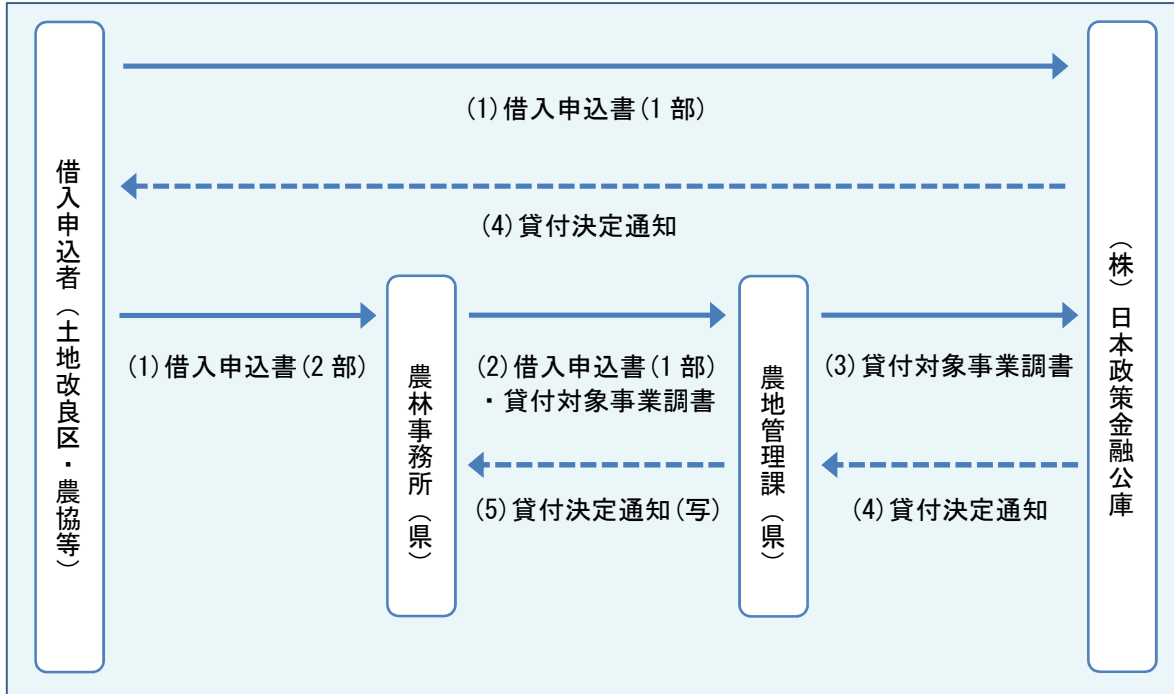 借入申込者（土地改良区・農協等）
(1)借入申込書(1部)
(4)貸付決定通知
(1)借入申込書(2部)
農林事務所（県）
(2)借入申込書(1部)
・貸付対象事業調書
(5)貸付決定通知(写)
農地管理課（県）
(3)貸付対象事業調書
(4)貸付決定通知
（株）日本政策金融公庫